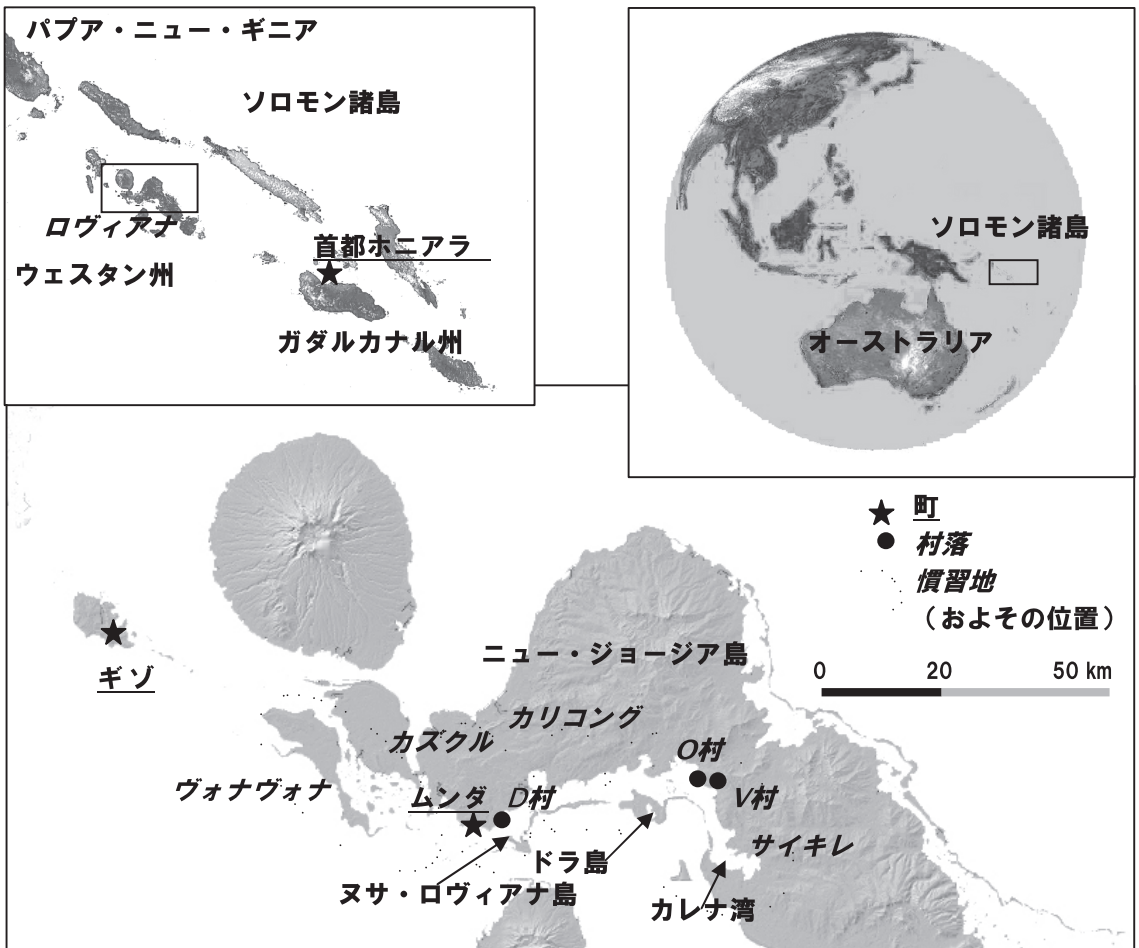 パプア・ニュー・ギニア
ソロモン諸島
ロヴィアナ
首都ホニアラ
ウェスタン州
ガダルカナル州
ソロモン諸島
オーストラリア
町
村落
慣習地
（およその位置）
0 20 50 km
ギゾ
ニュー・ジョージア島
カリコング
カズクル
O村
V村
ヴォナヴォナ
ムンダ
D村
サイキレ
ドラ島
ヌサ・ロヴィアナ島
カレナ湾